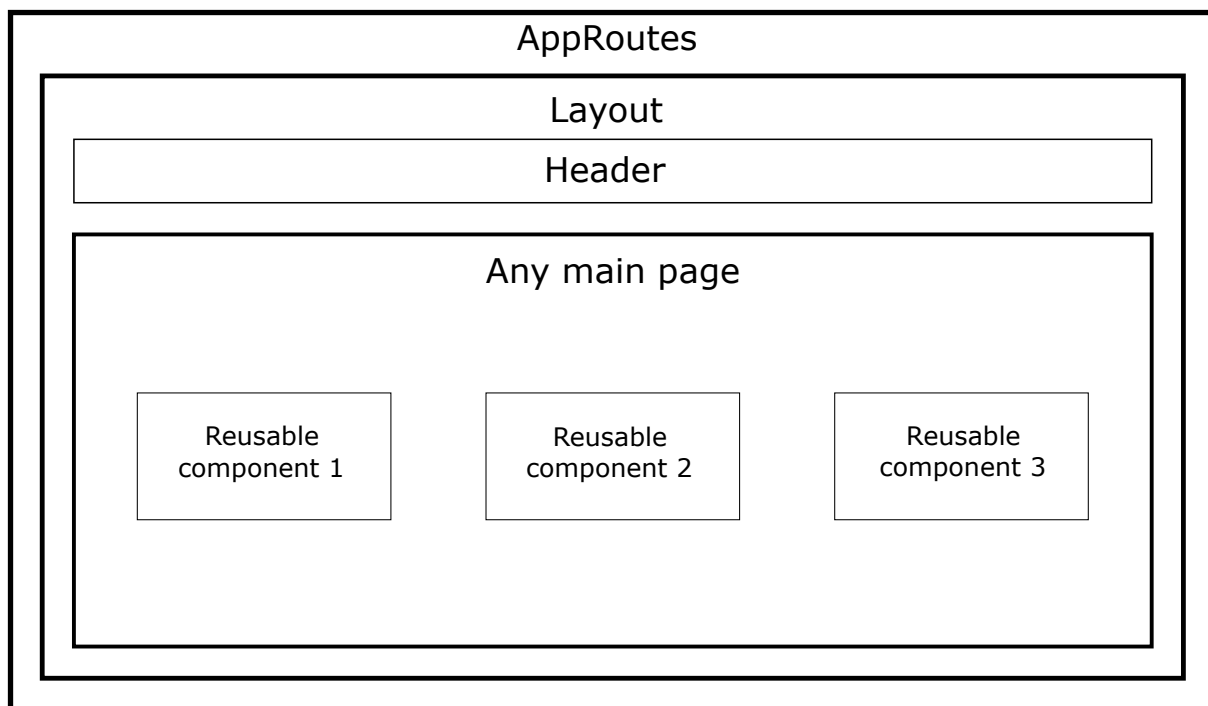 AppRoutes
Layout
Header
Any main page
Reusable
component 1
Reusable
component 2
Reusable
component 3